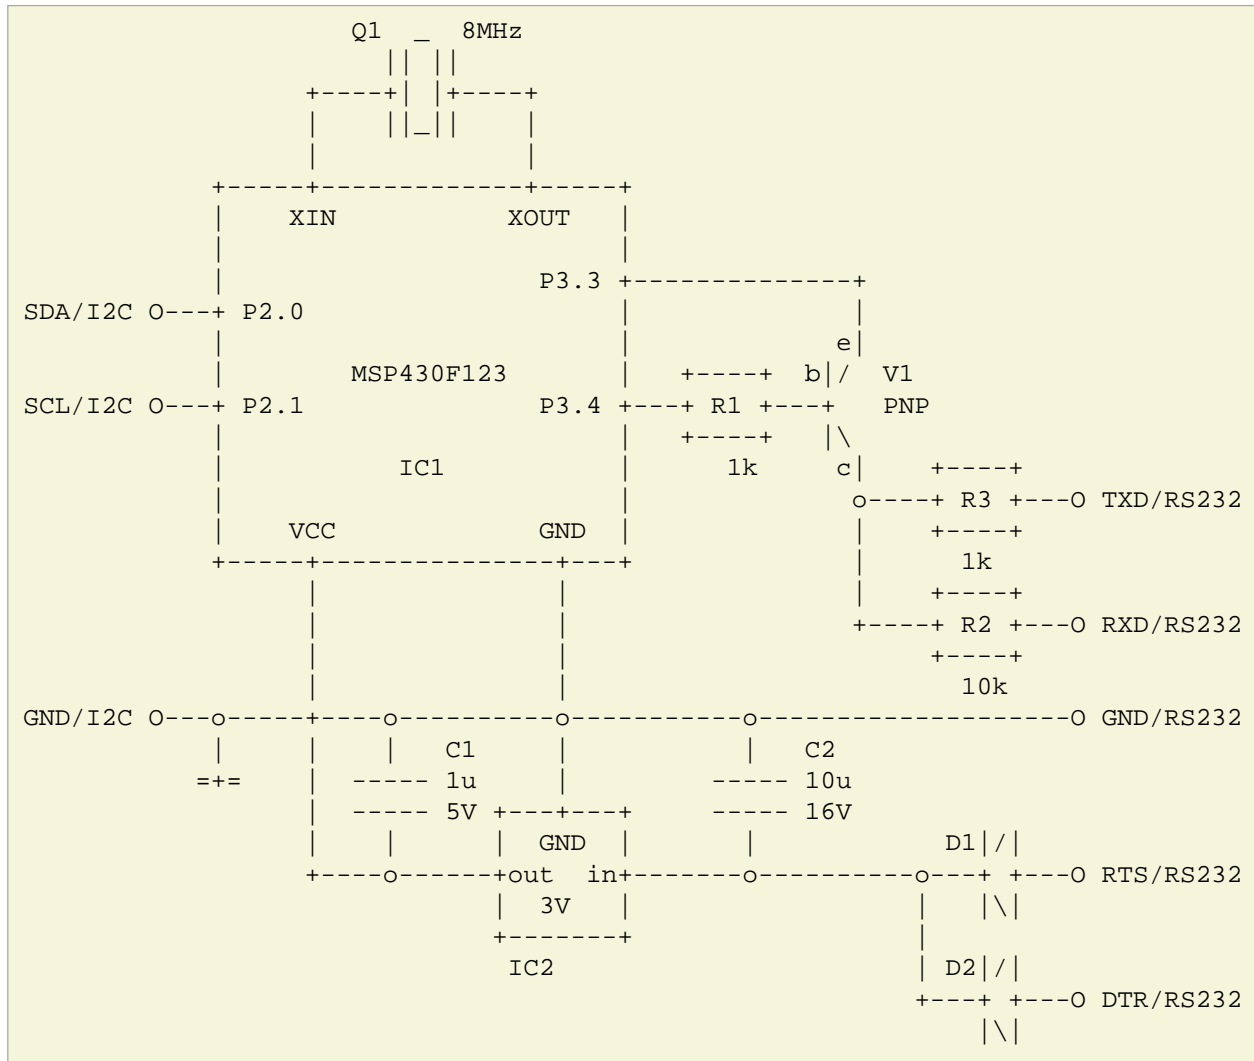 Q1 8MHz
XIN XOUT
P3.3
SDA/I2C P2.0
e
MSP430F123 b V1
SCL/I2C P2.1 P3.4 R1 PNP
IC1 1k c
R3 TXD/RS232
VCC GND
1k
R2 RXD/RS232
10k
GND/I2C GND/RS232
C1 C2
1u 10u
5V 16V
GND D1
out in RTS/RS232
3V
IC2 D2
DTR/RS232